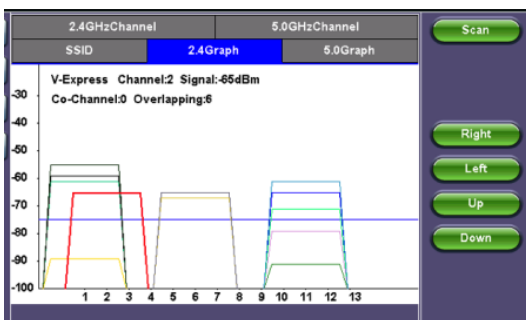 2.4GHzChannel 5.0GHzChannel
SSID 2.4Graph 5.0Graph
V-Express Channel:2 Signal:-65dBm
Co-Channel:0 Overlapping:6
-30
-40
-50
-60
-70
-80
-90
-100
1 2 3 4 5 6 7 8 9 10 11 12 13
Scan
Right
Left
Up
Down